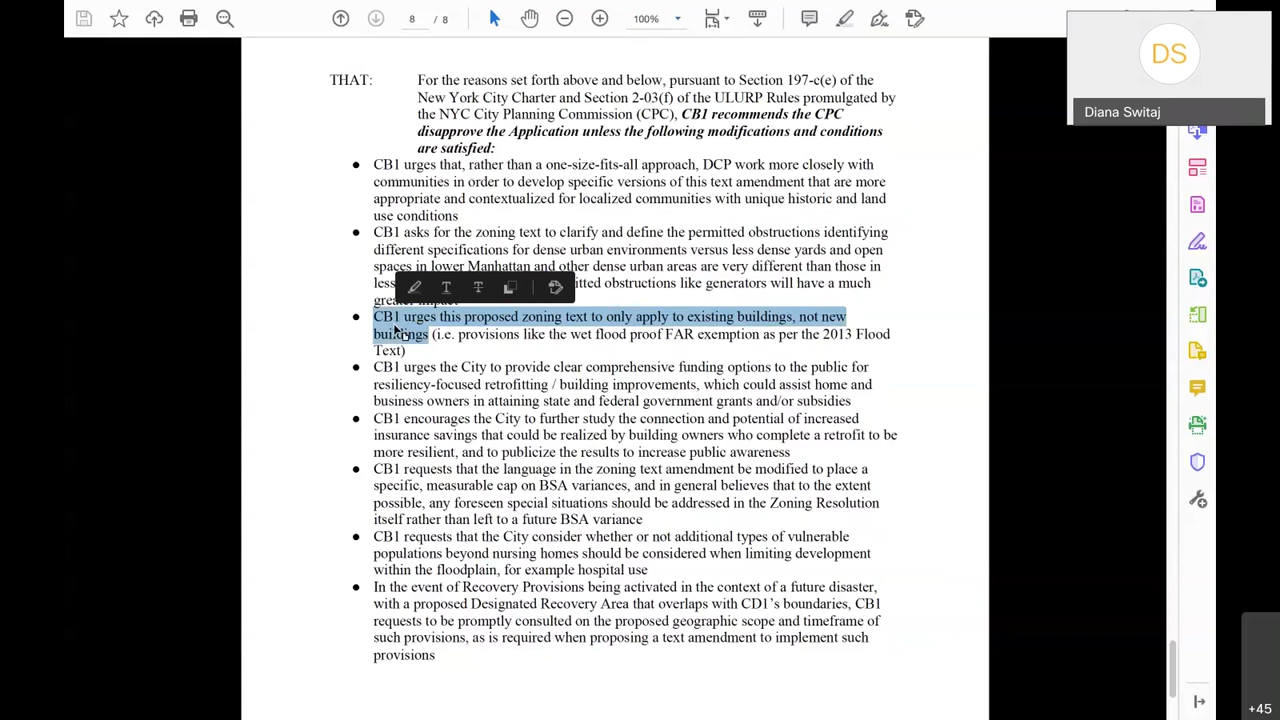 8 / 8
100%
DS
Diana Switaj
THAT: For the reasons set forth above and below, pursuant to Section 197-c(e) of the
New York City Charter and Section 2-03(f) of the ULURP Rules promulgated by
the NYC City Planning Commission (CPC), CB1 recommends the CPC
disapprove the Application unless the following modifications and conditions
are satisfied:
● CB1 urges that, rather than a one-size-fits-all approach, DCP work more closely with
communities in order to develop specific versions of this text amendment that are more
appropriate and contextualized for localized communities with unique historic and land
use conditions
● CB1 asks for the zoning text to clarify and define the permitted obstructions identifying
different specifications for dense urban environments versus less dense yards and open
spaces in lower Manhattan and other dense urban areas are very different than those in
less itted obstructions like generators will have a much
greater impact
● CB1 urges this proposed zoning text to only apply to existing buildings, not new
buildings (i.e. provisions like the wet flood proof FAR exemption as per the 2013 Flood
Text)
● CB1 urges the City to provide clear comprehensive funding options to the public for
resiliency-focused retrofitting / building improvements, which could assist home and
business owners in attaining state and federal government grants and/or subsidies
● CB1 encourages the City to further study the connection and potential of increased
insurance savings that could be realized by building owners who complete a retrofit to be
more resilient, and to publicize the results to increase public awareness
● CB1 requests that the language in the zoning text amendment be modified to place a
specific, measurable cap on BSA variances, and in general believes that to the extent
possible, any foreseen special situations should be addressed in the Zoning Resolution
itself rather than left to a future BSA variance
● CB1 requests that the City consider whether or not additional types of vulnerable
populations beyond nursing homes should be considered when limiting development
within the floodplain, for example hospital use
● In the event of Recovery Provisions being activated in the context of a future disaster,
with a proposed Designated Recovery Area that overlaps with CD1's boundaries, CB1
requests to be promptly consulted on the proposed geographic scope and timeframe of
such provisions, as is required when proposing a text amendment to implement such
provisions
+45